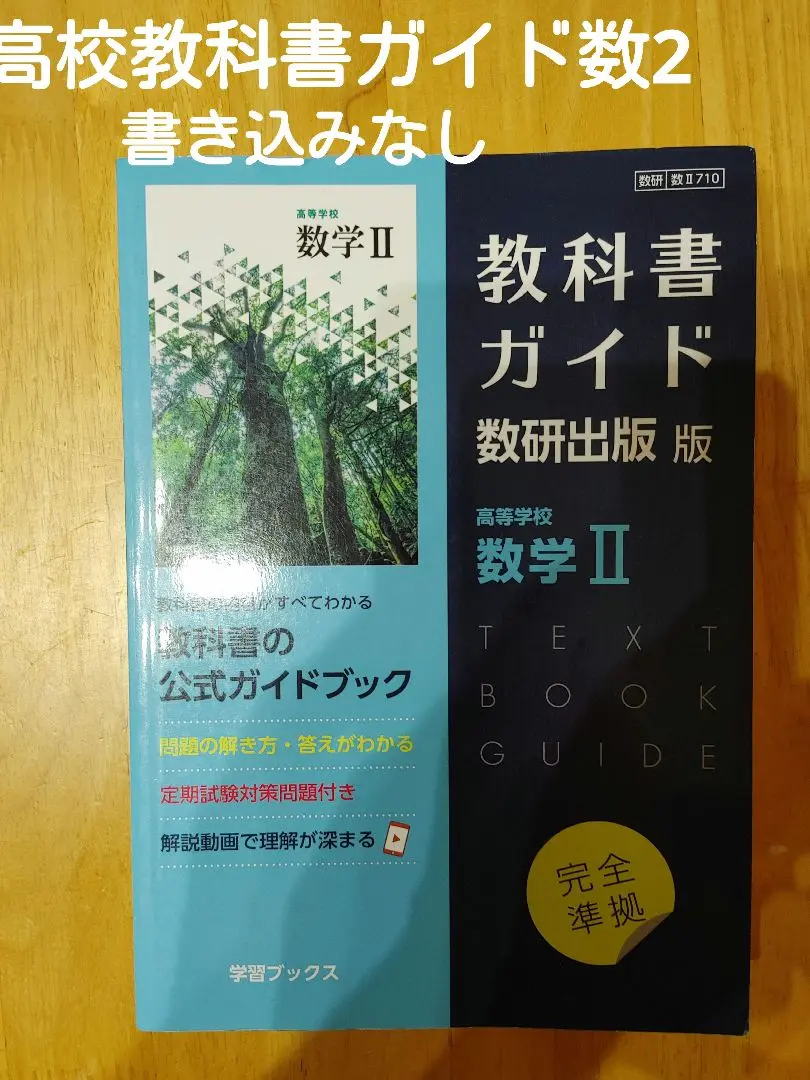 高校教科書ガイド数2
書き込みなし
数研 数Ⅱ710
高等学校
数学Ⅱ
教科書
ガイド
数研出版 版
高等学校
数学Ⅱ
TEXT
BOOK
GUIDE
完全
準拠
がすべてわかる
教科書の
公式ガイドブック
問題の解き方・答えがわかる
定期試験対策問題付き
解説動画で理解が深まる
学習ブックス